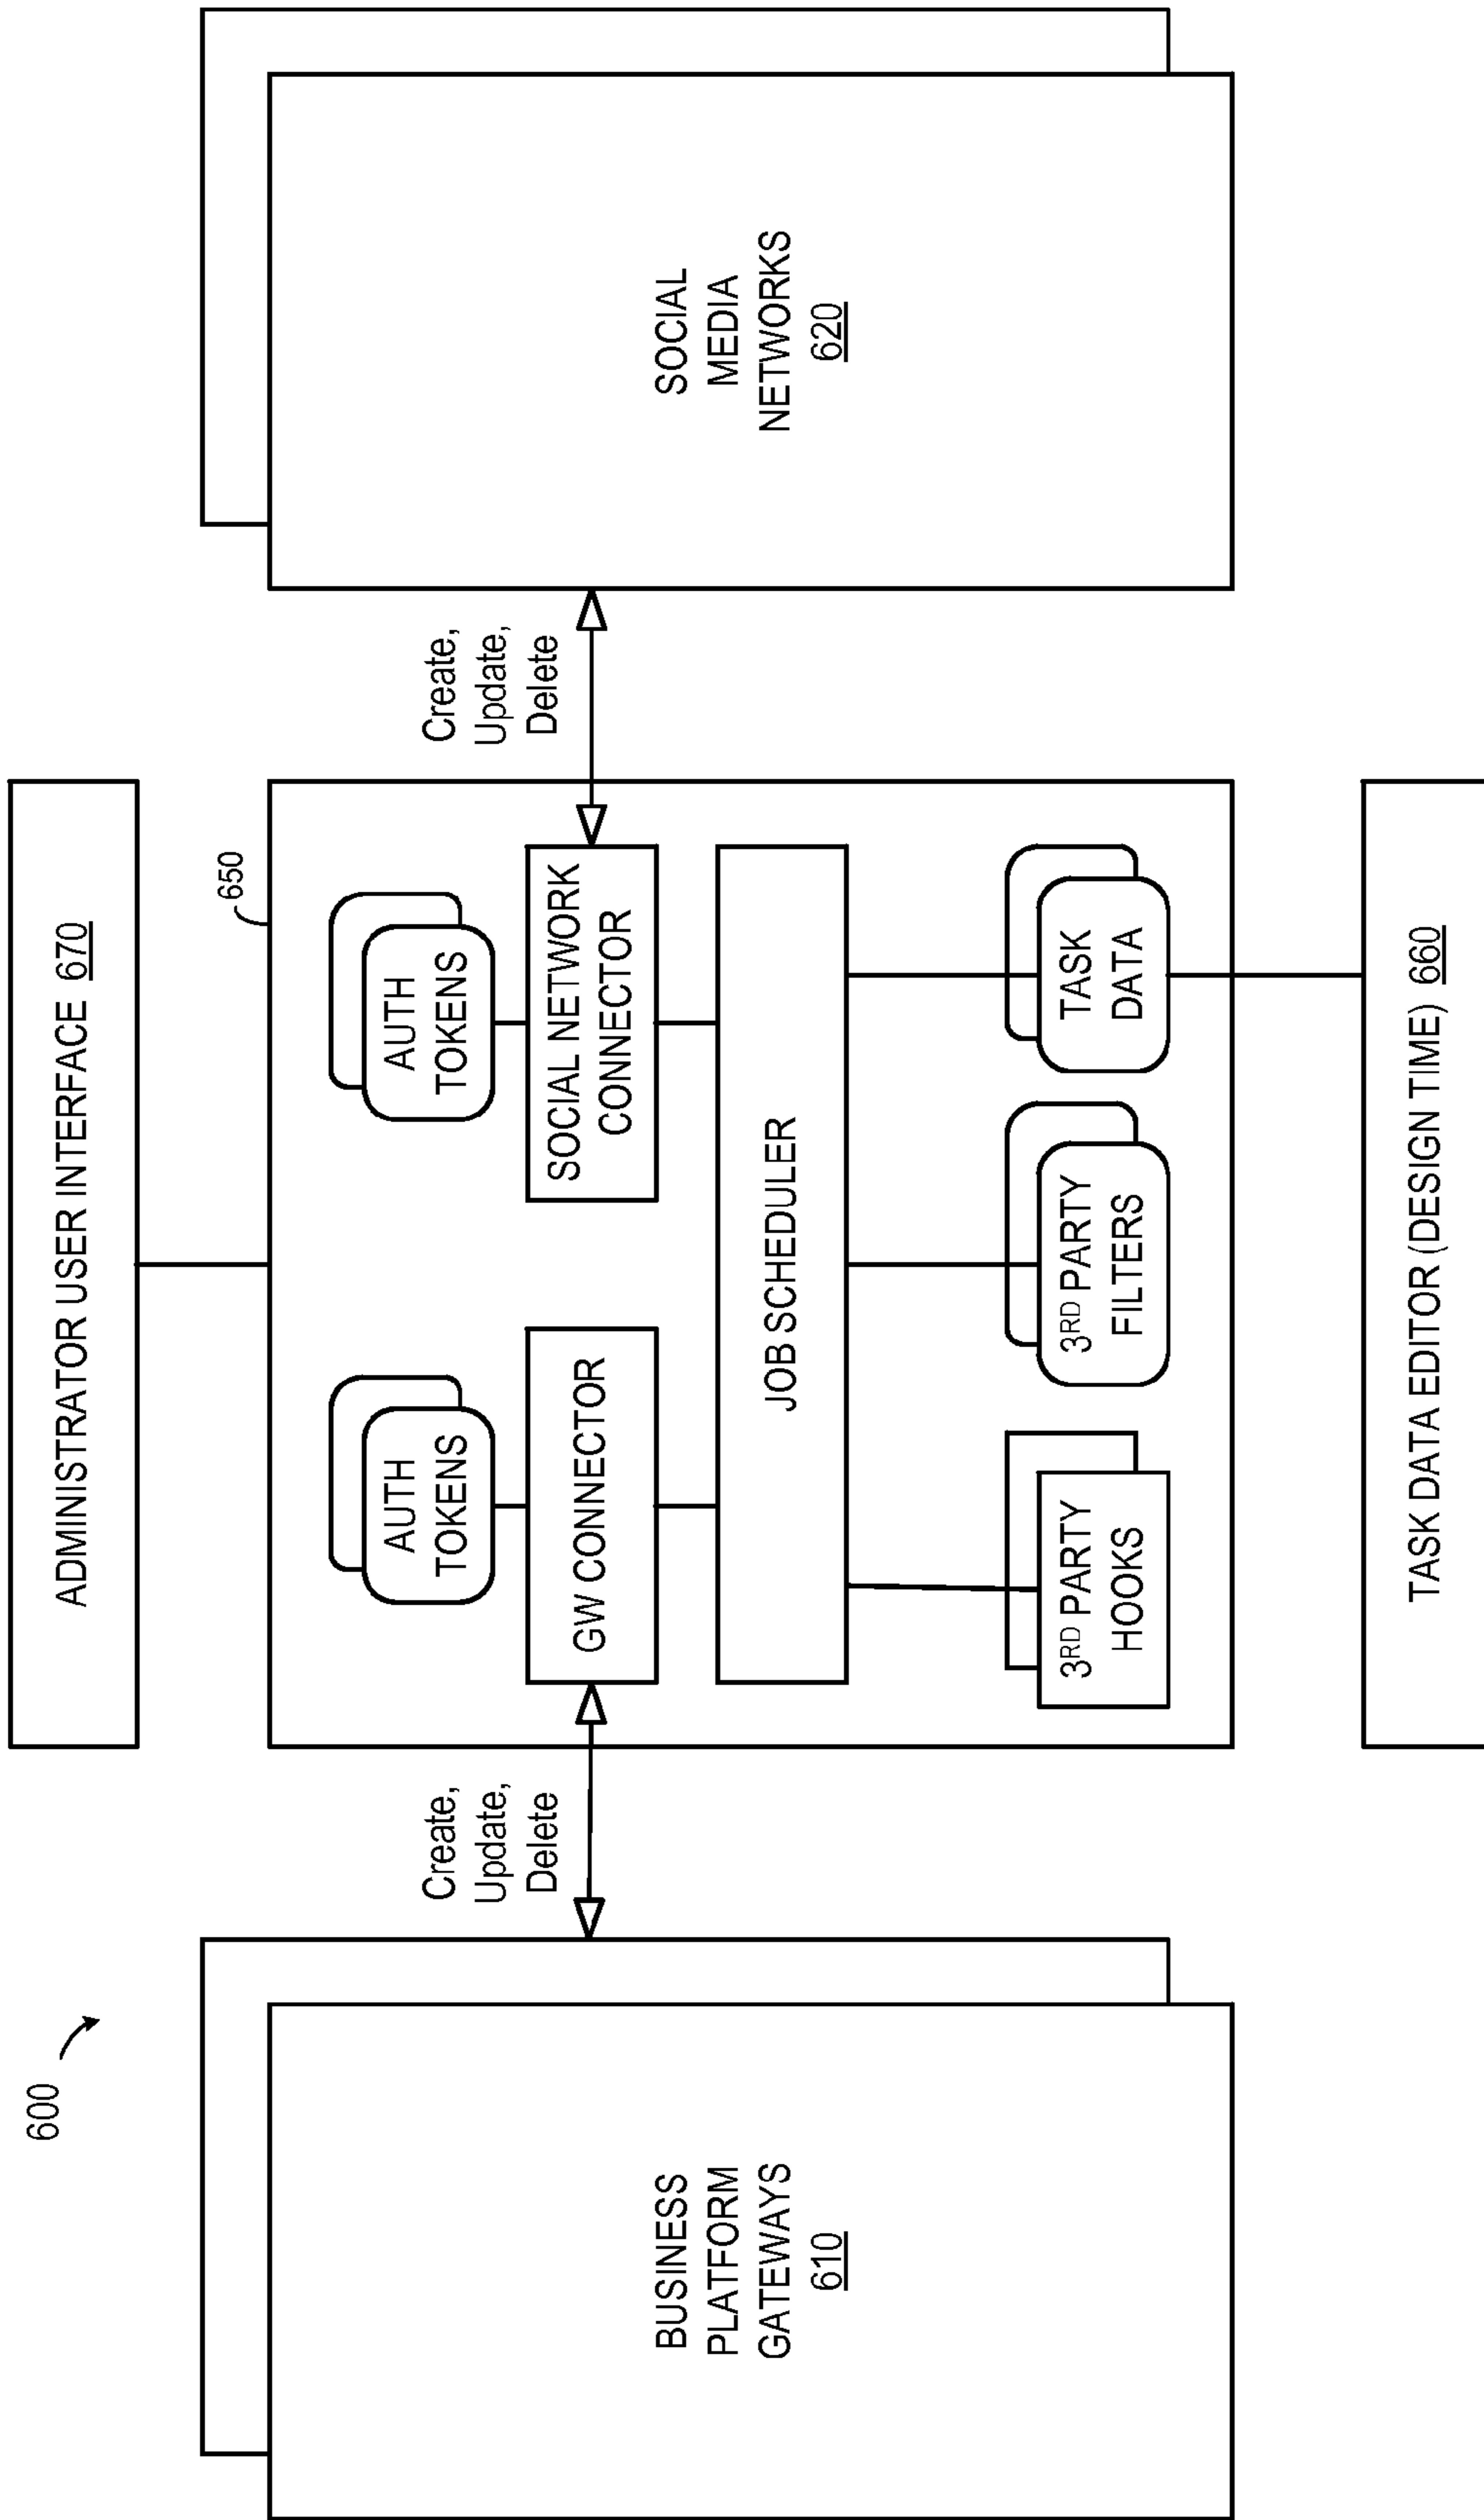 600
ADMINISTRATOR USER INTERFACE 670
650
BUSINESS
PLATFORM
GATEWAYS
610
Create,
Update,
Delete
AUTH
TOKENS
GW CONNECTOR
AUTH
TOKENS
SOCIAL NETWORK
CONNECTOR
JOB SCHEDULER
3RD PARTY
HOOKS
3RD PARTY
FILTERS
TASK
DATA
Create,
Update,
Delete
SOCIAL
MEDIA
NETWORKS
620
TASK DATA EDITOR (DESIGN TIME) 660